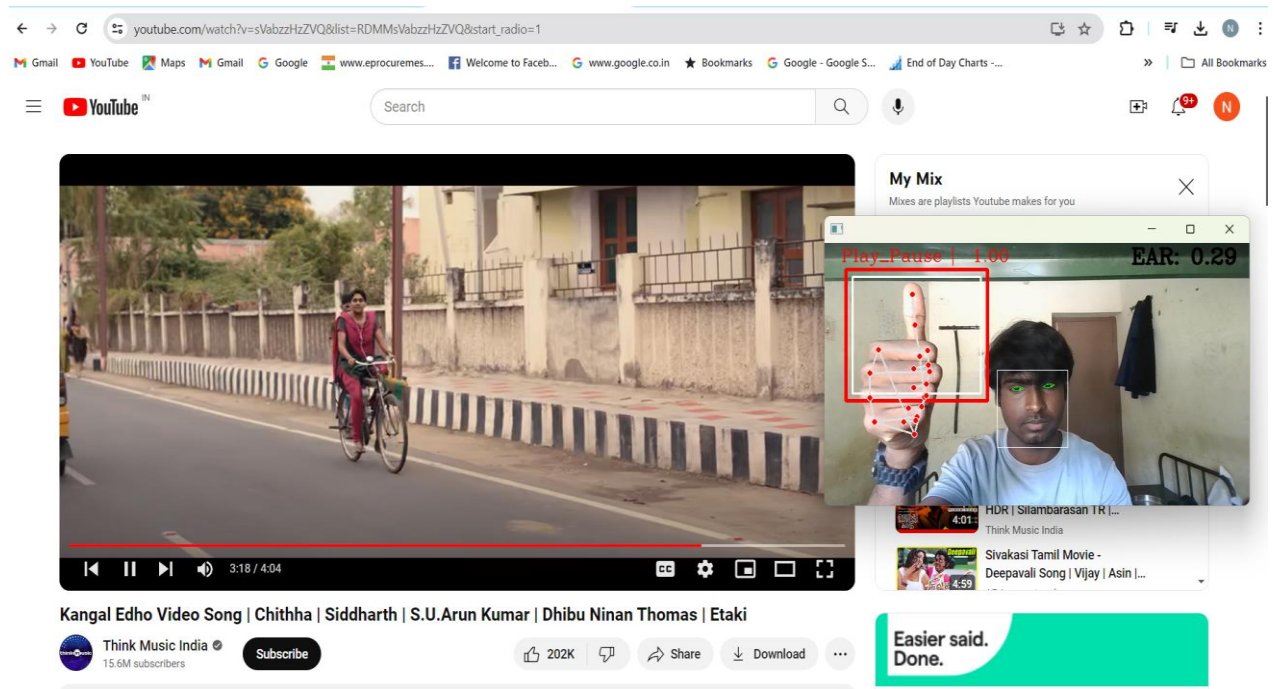 youtube.com/watch?v=sVabzzHzZVQ&list=RDMMsVabzzHzZVQ&start_radio=1
N
Gmail YouTube Maps Gmail Google www.eprocuremes.... Welcome to Faceb... www.google.co.in Bookmarks Google - Google S... End of Day Charts -... » All Bookmarks
YouTube IN
Search
9+
N
My Mix
Mixes are playlists Youtube makes for you
Play_Pause | 1.00
EAR: 0.29
HDR | Silambarasan TR |...
4:01
Think Music India
Sivakasi Tamil Movie -
Deepavali Song | Vijay | Asin |...
Deepavali
4:59
3:18 / 4:04
CC
Kangal Edho Video Song | Chithha | Siddharth | S.U.Arun Kumar | Dhibu Ninan Thomas | Etaki
Think Music India
15.6M subscribers
Subscribe
202K
Share
Download
...
Easier said.
Done.